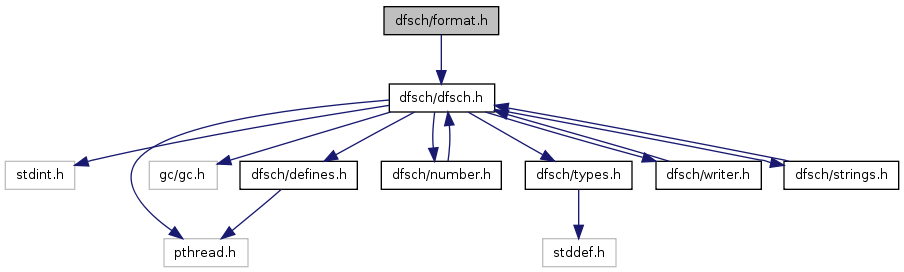 dfsch/format.h
dfsch/dfsch.h
stdint.h
gc/gc.h
dfsch/defines.h
dfsch/number.h
dfsch/types.h
dfsch/writer.h
dfsch/strings.h
pthread.h
stddef.h